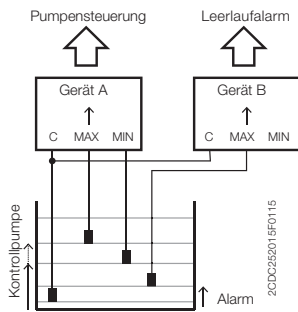 Pumpensteuerung
Leerlaufalarm
Gerät A
Gerät B
C MAX MIN
C MAX MIN
Kontrollpumpe
Alarm
2CDC252015F0115